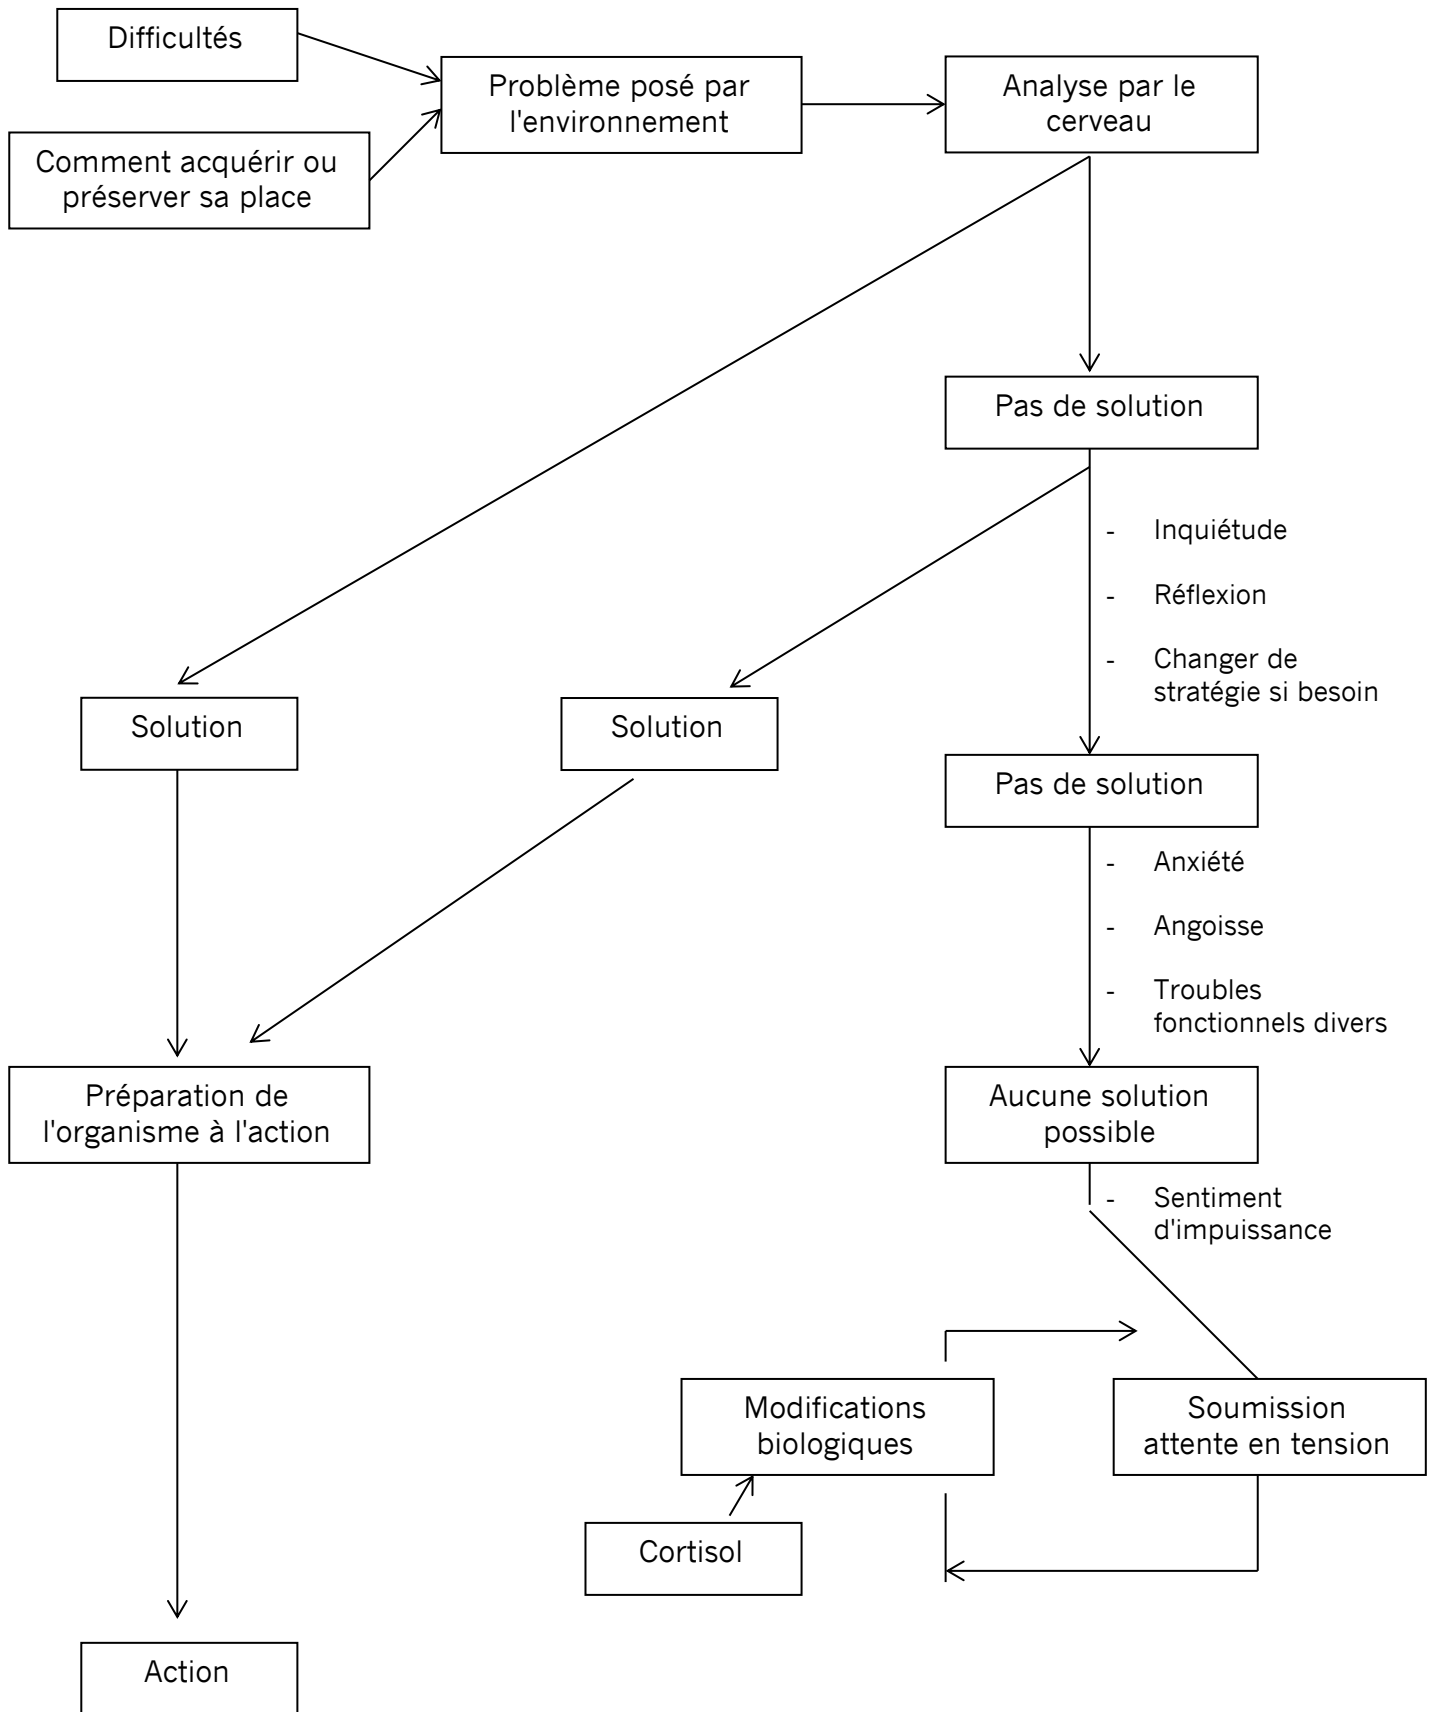 Difficultés
Problème posé par
l'environnement
Analyse par le
cerveau
Comment acquérir ou
préserver sa place
Pas de solution
- Inquiétude
- Réflexion
- Changer de
stratégie si besoin
Solution
Solution
Pas de solution
- Anxiété
- Angoisse
- Troubles
fonctionnels divers
Préparation de
l'organisme à l'action
Aucune solution
possible
- Sentiment
d'impuissance
Modifications
biologiques
Soumission
attente en tension
Cortisol
Action